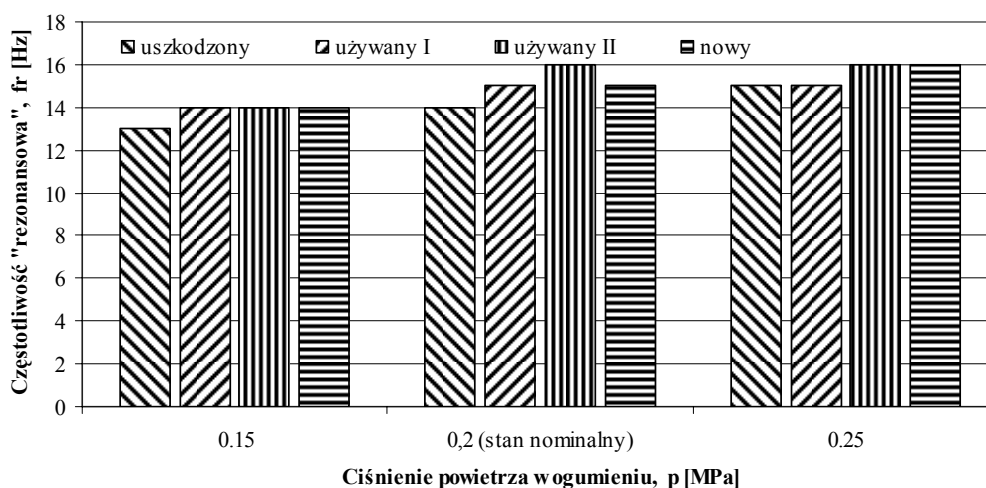 Częstotliwość "rezonansowa", fr [Hz]
18
16
14
12
10
8
6
4
2
0
uszkodzony używany I używany II nowy
0.15 0,2 (stan nominalny) 0.25
Ciśnienie powietrza w ogumieniu, p [MPa]